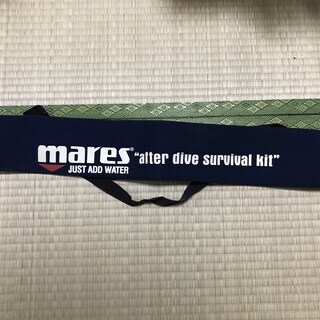 mares® "after dive survival kit"
JUST ADD WATER